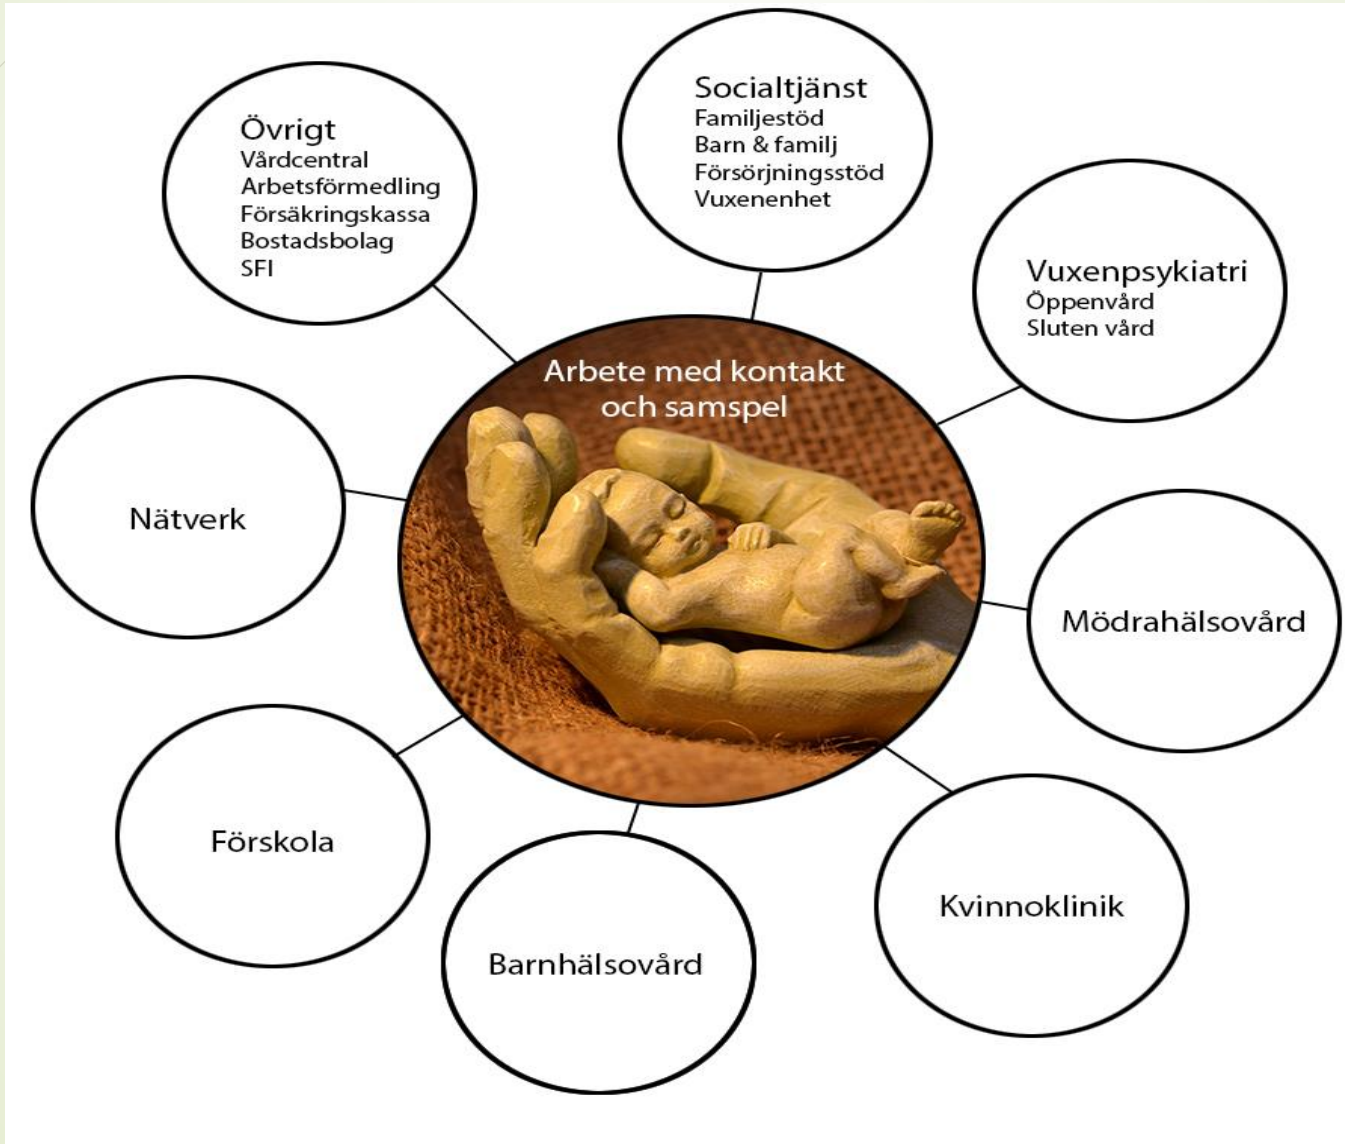 Övrigt
Vårdcentral
Arbetsförmedling
Försäkringskassa
Bostadsbolag
SFI
Socialtjänst
Familjestöd
Barn & familj
Försörjningsstöd
Vuxenenhet
Vuxenpsykiatri
Öppenvård
Sluten vård
Arbete med kontakt
och samspel
Nätverk
Mödrahälsovård
Förskola
Kvinnoklinik
Barnhälsovård